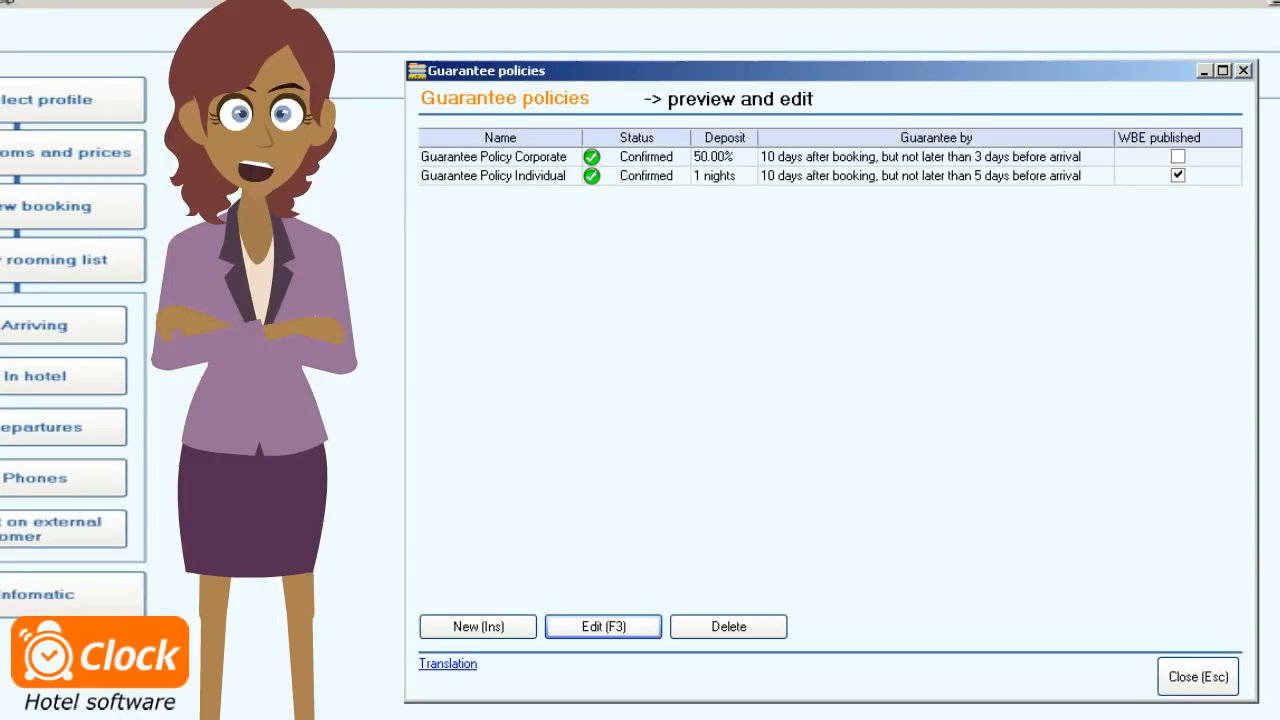 lect profile
oms and prices
ew booking
rooming list
Arriving
In hotel
epartures
Phones
on external
omer
nfomatic
Clock
Hotel software
Guarantee policies
Guarantee policies -> preview and edit
Name Status Deposit Guarantee by WBE published
Guarantee Policy Corporate Confirmed 50.00% 10 days after booking, but not later than 3 days before arrival
Guarantee Policy Individual Confirmed 1 nights 10 days after booking, but not later than 5 days before arrival
New (Ins) Edit (F3) Delete
Translation
Close (Esc)